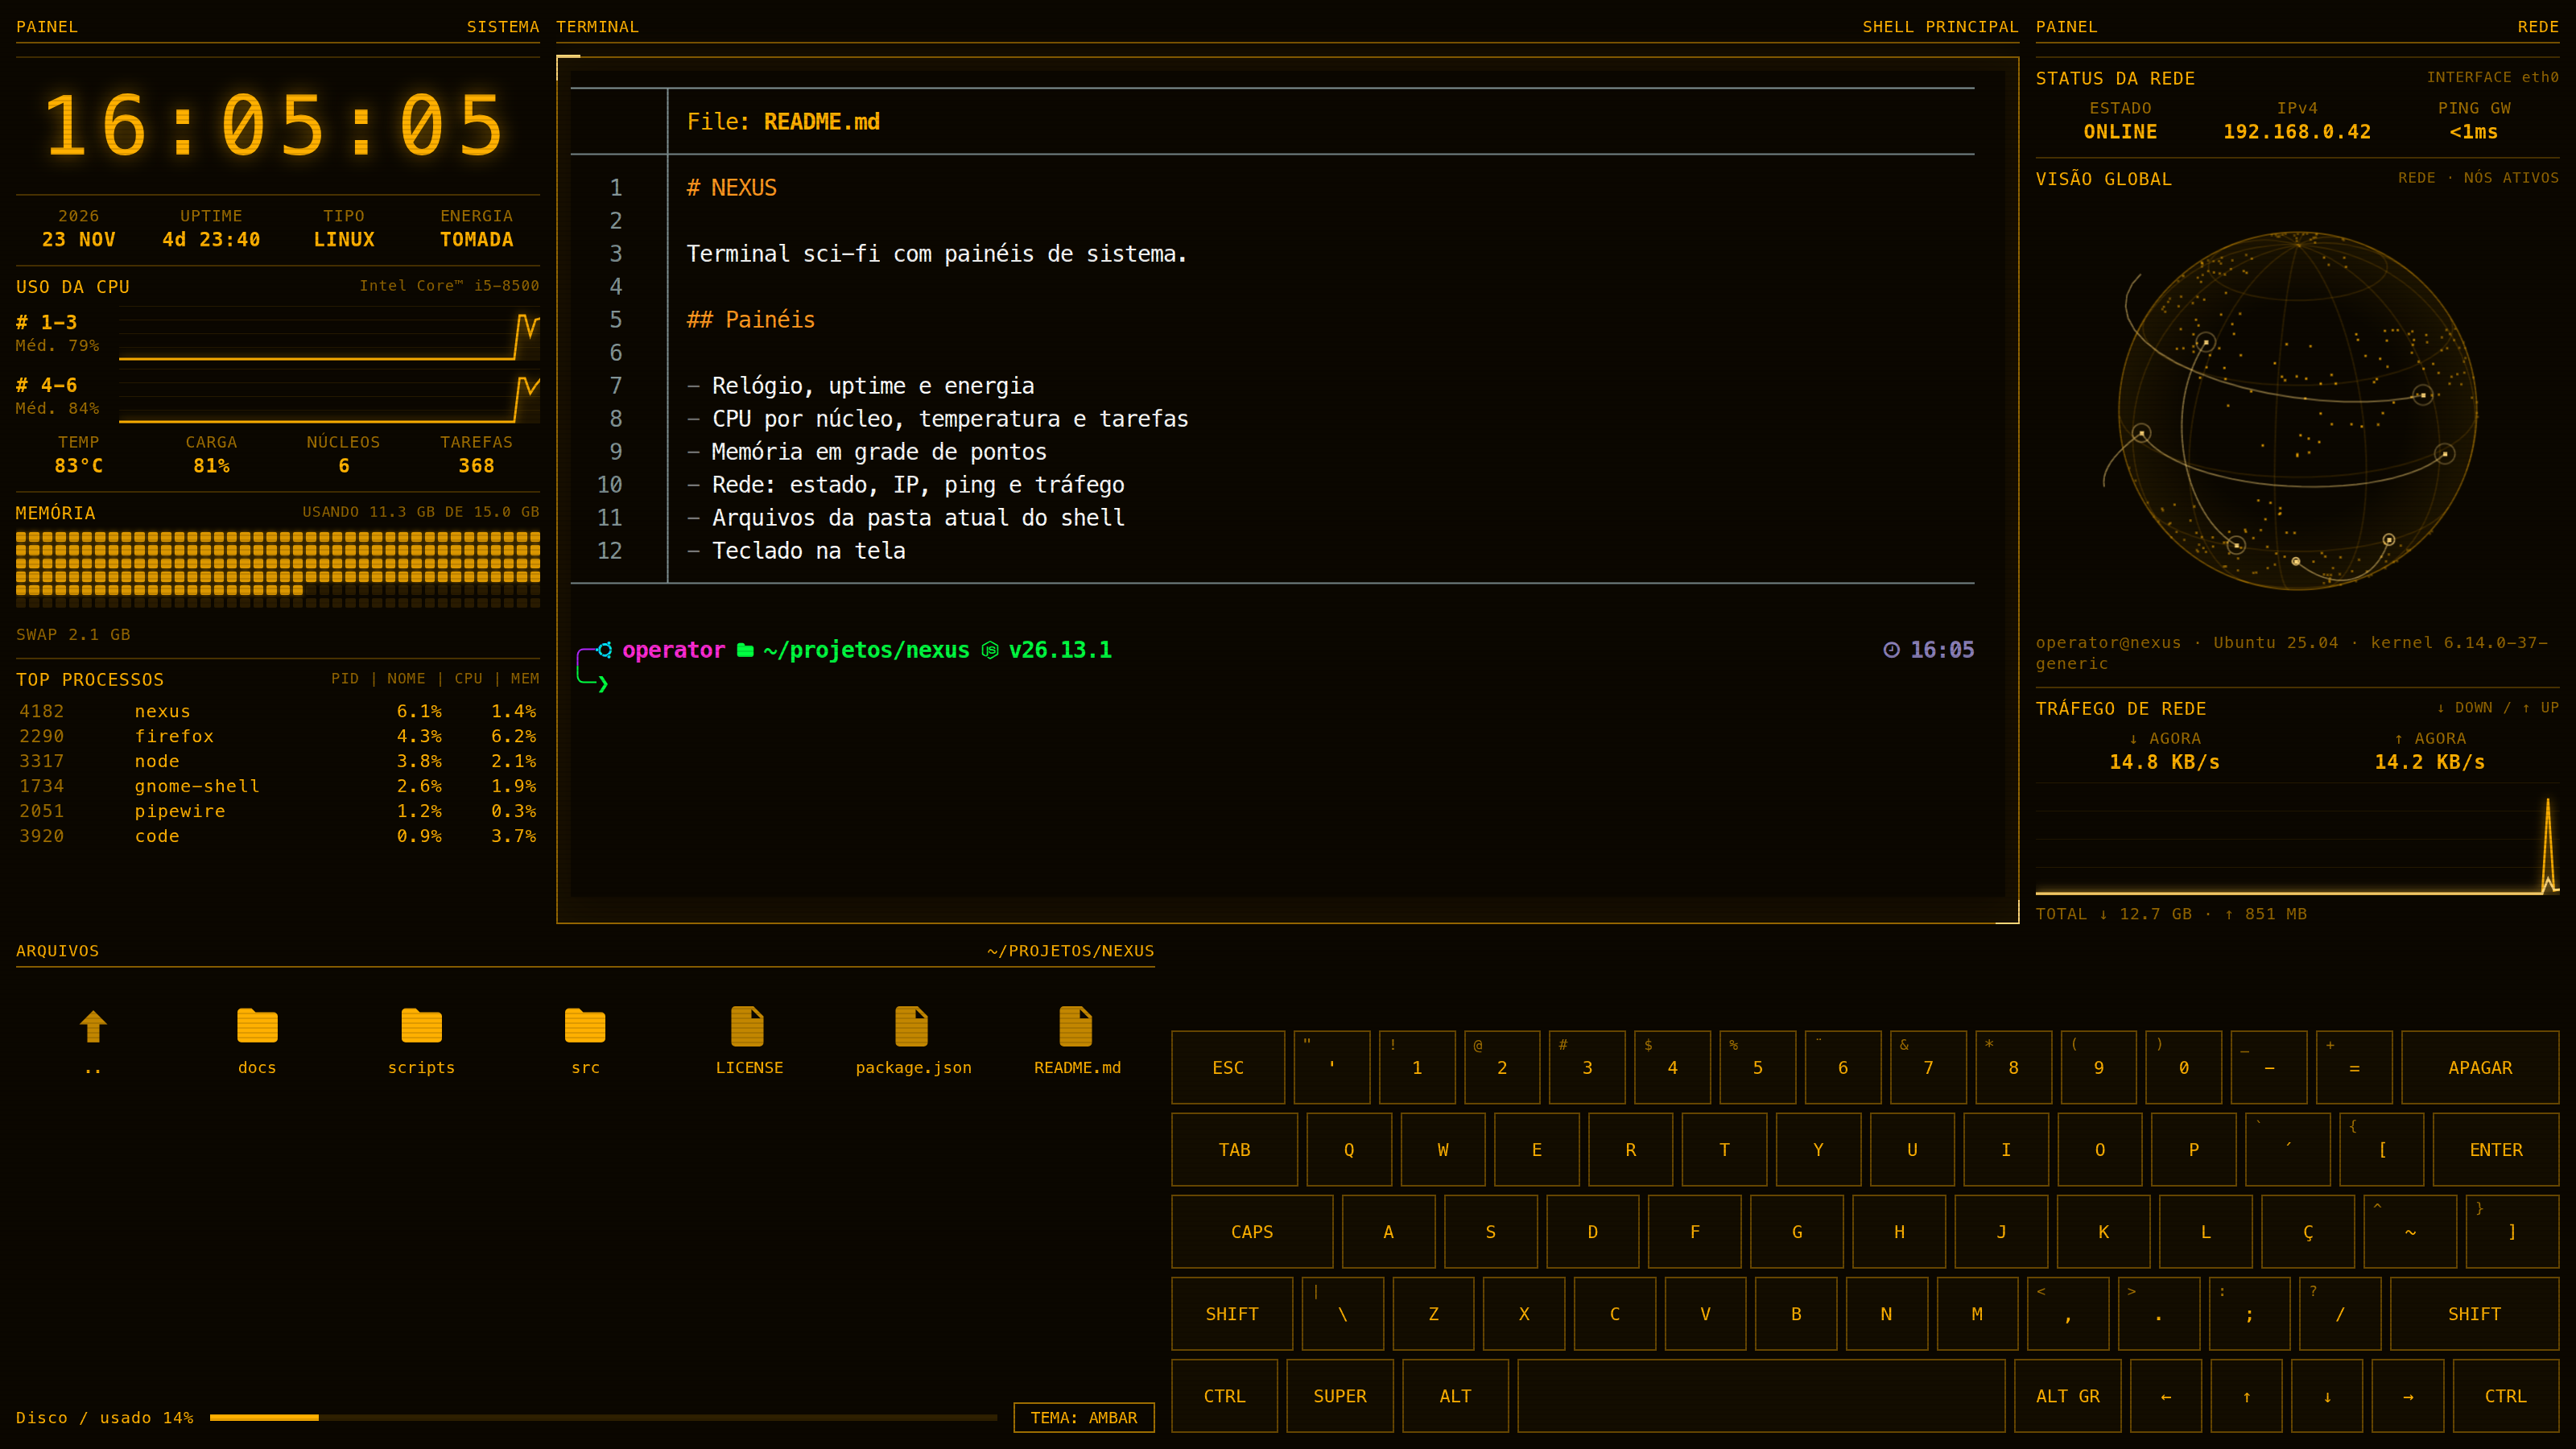 PAINEL SISTEMA
16:05:05
2026 UPTIME TIPO ENERGIA
23 NOV 4d 23:40 LINUX TOMADA
USO DA CPU Intel Core™ i5-8500
# 1-3
Méd. 79%
# 4-6
Méd. 84%
TEMP CARGA NÚCLEOS TAREFAS
83°C 81% 6 368
MEMÓRIA USANDO 11.3 GB DE 15.0 GB
SWAP 2.1 GB
TOP PROCESSOS PID | NOME | CPU | MEM
4182 nexus 6.1% 1.4%
2290 firefox 4.3% 6.2%
3317 node 3.8% 2.1%
1734 gnome-shell 2.6% 1.9%
2051 pipewire 1.2% 0.3%
3920 code 0.9% 3.7%
TERMINAL SHELL PRINCIPAL
File: README.md
1 # NEXUS
2
3 Terminal sci-fi com painéis de sistema.
4
5 ## Painéis
6
7 - Relógio, uptime e energia
8 - CPU por núcleo, temperatura e tarefas
9 - Memória em grade de pontos
10 - Rede: estado, IP, ping e tráfego
11 - Arquivos da pasta atual do shell
12 - Teclado na tela
operator ~/projetos/nexus v26.13.1 16:05
❯
PAINEL REDE
STATUS DA REDE INTERFACE eth0
ESTADO IPv4 PING GW
ONLINE 192.168.0.42 <1ms
VISÃO GLOBAL REDE · NÓS ATIVOS
operator@nexus · Ubuntu 25.04 · kernel 6.14.0-37-
generic
TRÁFEGO DE REDE ↓ DOWN / ↑ UP
↓ AGORA ↑ AGORA
14.8 KB/s 14.2 KB/s
TOTAL ↓ 12.7 GB · ↑ 851 MB
ARQUIVOS ~/PROJETOS/NEXUS
.. docs scripts src LICENSE package.json README.md
Disco / usado 14% TEMA: AMBAR
ESC " ' ! 1 @ 2 # 3 $ 4 % 5 ¨ 6 & 7 * 8 ( 9 ) 0 _ - + = APAGAR
TAB Q W E R T Y U I O P ` ´ { [ ENTER
CAPS A S D F G H J K L Ç ^ ~ } ]
SHIFT | \ Z X C V B N M < , > . : ; ? / SHIFT
CTRL SUPER ALT ALT GR ← ↑ ↓ → CTRL